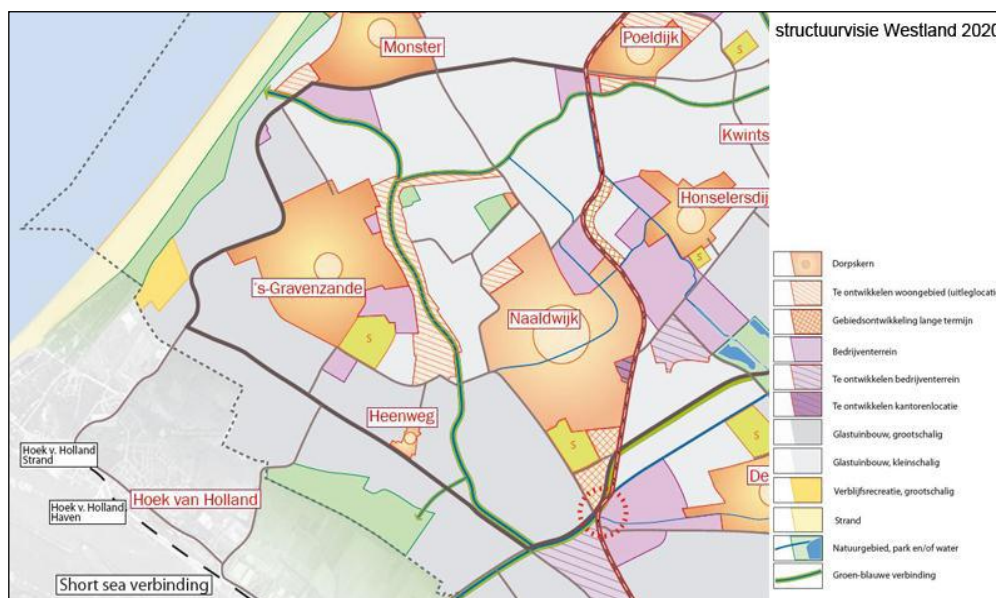 structuurvisie Westland 2020
Monster
Poeldijk
S
Kwints
Honselersdij
S
's-Gravenzande
Naaldwijk
S
Heenweg
S
S
De
Hoek v. Holland
Strand
Hoek van Holland
Hoek v. Holland,
Haven
Short sea verbinding
Dorpskern
Te ontwikkelen woongebied (uitleglocati
Gebiedsontwikkeling lange termijn
Bedrijventerrein
Te ontwikkelen bedrijventerrein
Te ontwikkelen kantorenlocatie
Glastuinbouw, grootschalig
Glastuinbouw, kleinschalig
Verblijfsrecreatie, grootschalig
Strand
Natuurgebied, park en/of water
Groen-blauwe verbinding